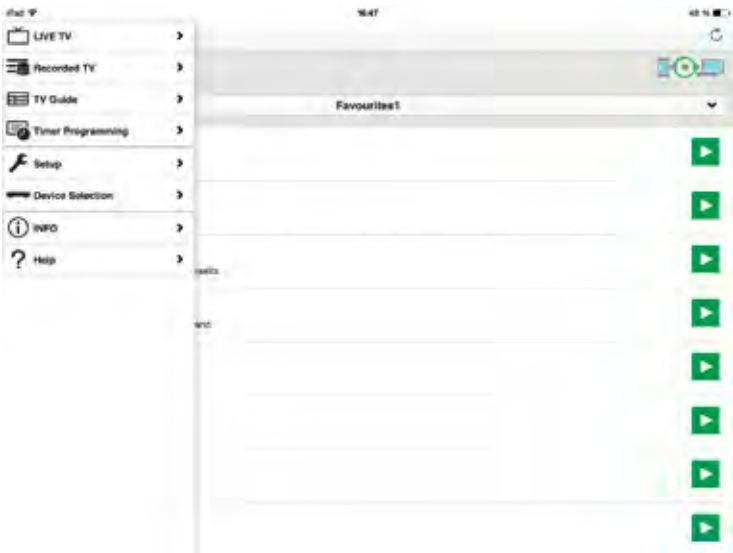 iPad
16:47
LIVE TV
Recorded TV
TV Guide
Favourites1
Timer Programming
Setup
Device Selection
INFO
Help